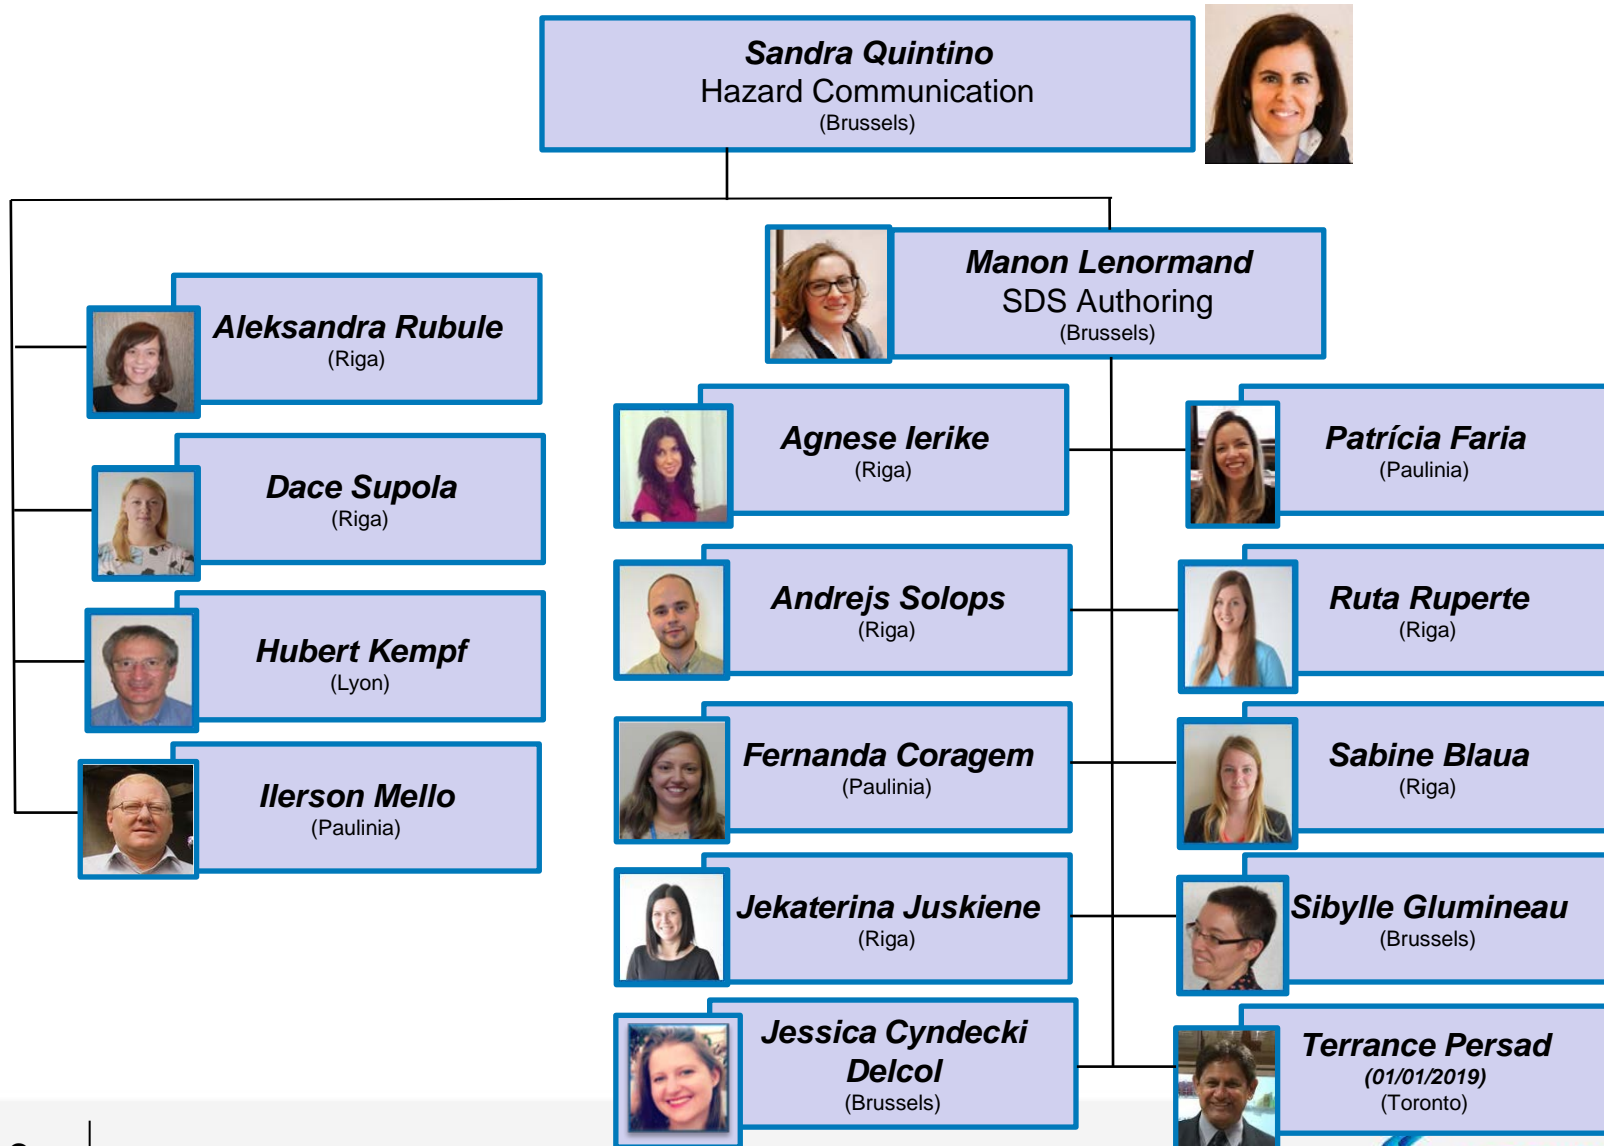 Sandra Quintino
Hazard Communication
(Brussels)
Manon Lenormand
SDS Authoring
(Brussels)
Aleksandra Rubule
(Riga)
Dace Supola
(Riga)
Hubert Kempf
(Lyon)
Ilerson Mello
(Paulinia)
Agnese Ierike
(Riga)
Patrícia Faria
(Paulinia)
Andrejs Solops
(Riga)
Ruta Ruperte
(Riga)
Fernanda Coragem
(Paulinia)
Sabine Blaua
(Riga)
Jekaterina Juskiene
(Riga)
Sibylle Glumineau
(Brussels)
Jessica Cyndecki
Delcol
(Brussels)
Terrance Persad
(01/01/2019)
(Toronto)